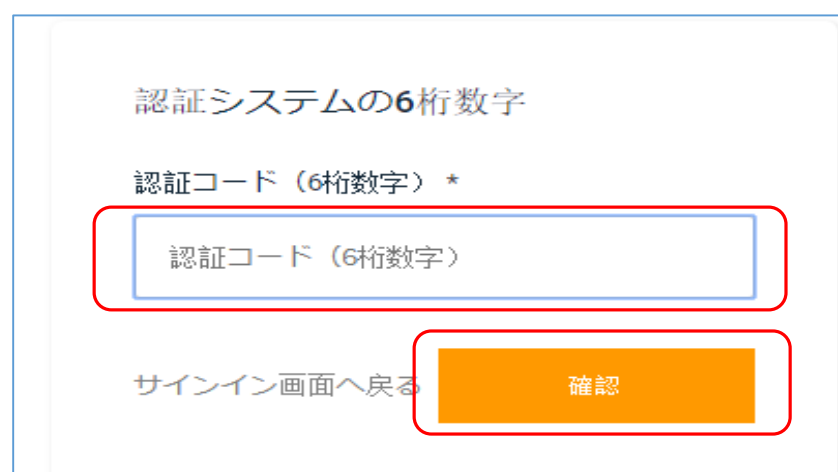 認証システムの6桁数字
認証コード（6桁数字） *
認証コード（6桁数字）
サインイン画面へ戻る 確認